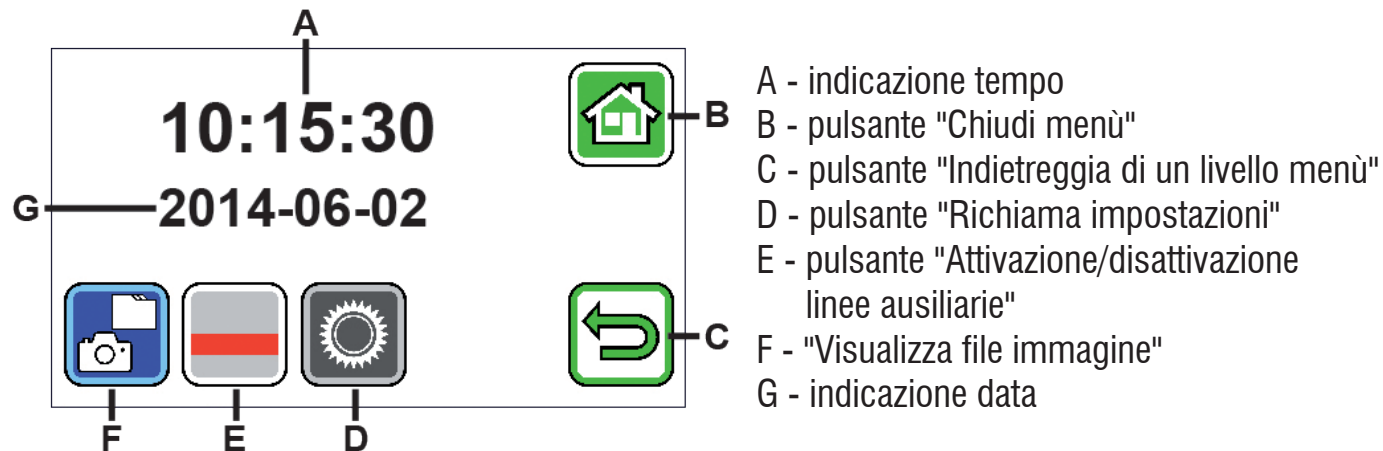 A
10:15:30
B
G
2014-06-02
C
F
E
D
A - indicazione tempo
B - pulsante "Chiudi menù"
C - pulsante "Indietreggia di un livello menù"
D - pulsante "Richiama impostazioni"
E - pulsante "Attivazione/disattivazione
linee ausiliarie"
F - "Visualizza file immagine"
G - indicazione data